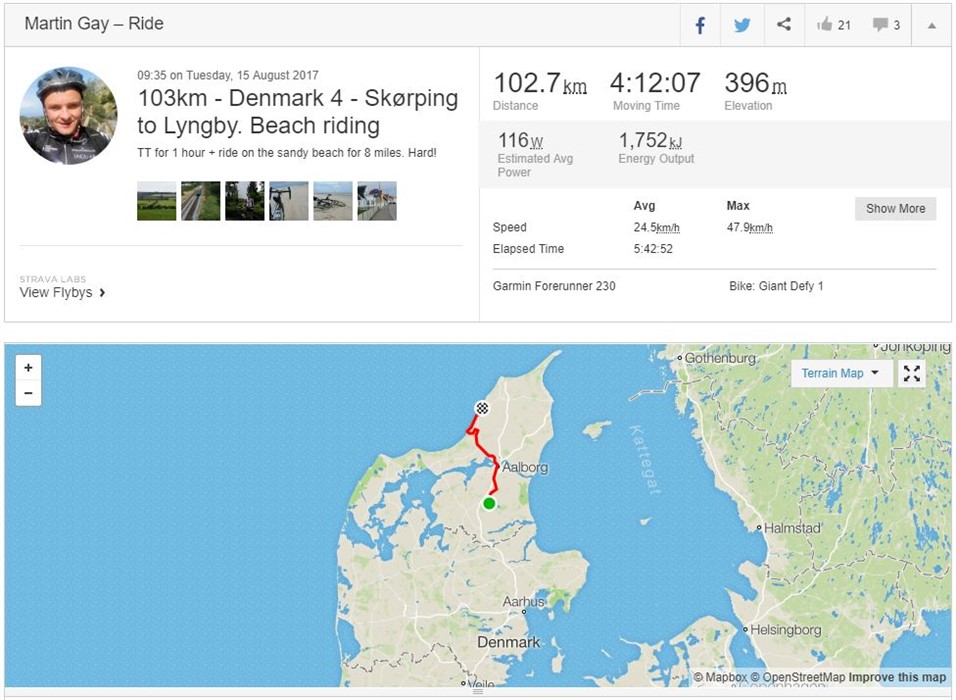 Martin Gay – Ride
21
3
09:35 on Tuesday, 15 August 2017
103km - Denmark 4 - Skørping
to Lyngby. Beach riding
TT for 1 hour + ride on the sandy beach for 8 miles. Hard!
STRAVA LABS
View Flybys
102.7km 4:12:07 396m
Distance Moving Time Elevation
116W 1,752kJ
Estimated Avg Energy Output
Power
Avg Max
Show More
Speed 24.5km/h 47.9km/h
Elapsed Time 5:42:52
Garmin Forerunner 230 Bike: Giant Defy 1
+
−
Jönköping
Gothenburg
Terrain Map
Kattegat
Aalborg
Halmstad
Aarhus
Helsingborg
Denmark
© Mapbox © OpenStreetMap Improve this map
Vejle